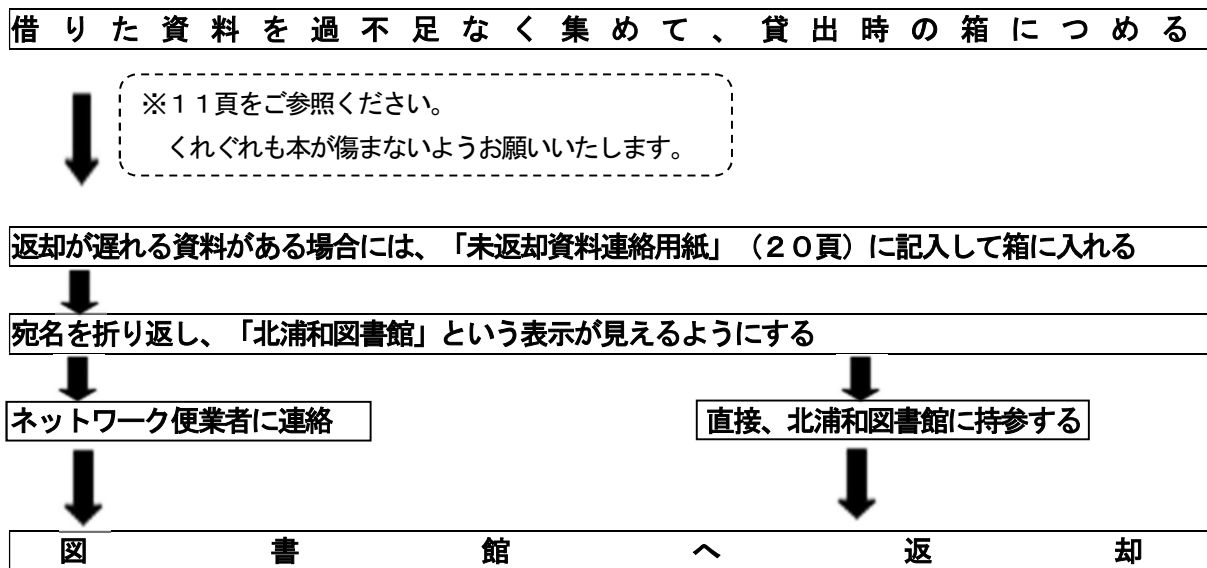 借りた資料を過不足なく集めて、貸出時の箱につめる
※11頁をご参照ください。
くれぐれも本が傷まないようお願いいたします。
返却が遅れる資料がある場合には、「未返却資料連絡用紙」（20頁）に記入して箱に入れる
宛名を折り返し、「北浦和図書館」という表示が見えるようにする
ネットワーク便業者に連絡
直接、北浦和図書館に持参する
図書館へ返却